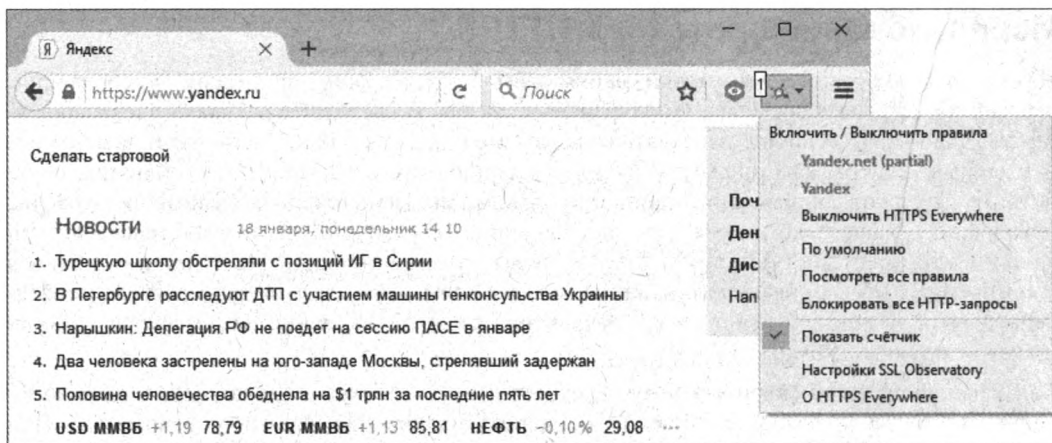 Яндекс
https://www.yandex.ru
Поиск
1
Сделать стартовой
Новости 18 января, понедельник 14 10
1. Турецкую школу обстреляли с позиций ИГ в Сирии
2. В Петербурге расследуют ДТП с участием машины генконсульства Украины
3. Нарышкин: Делегация РФ не поедет на сессию ПАСЕ в январе
4. Два человека застрелены на юго-западе Москвы, стрелявший задержан
5. Половина человечества обеднела на $1 трлн за последние пять лет
USD ММВБ +1,19 78,79 EUR ММВБ +1,13 85,81 НЕФТЬ -0,10% 29,08 ...
Поч
Ден
Дис
Нап
Включить / Выключить правила
Yandex.net (partial)
Yandex
Выключить HTTPS Everywhere
По умолчанию
Посмотреть все правила
Блокировать все HTTP-запросы
Показать счётчик
Настройки SSL Observatory
О HTTPS Everywhere